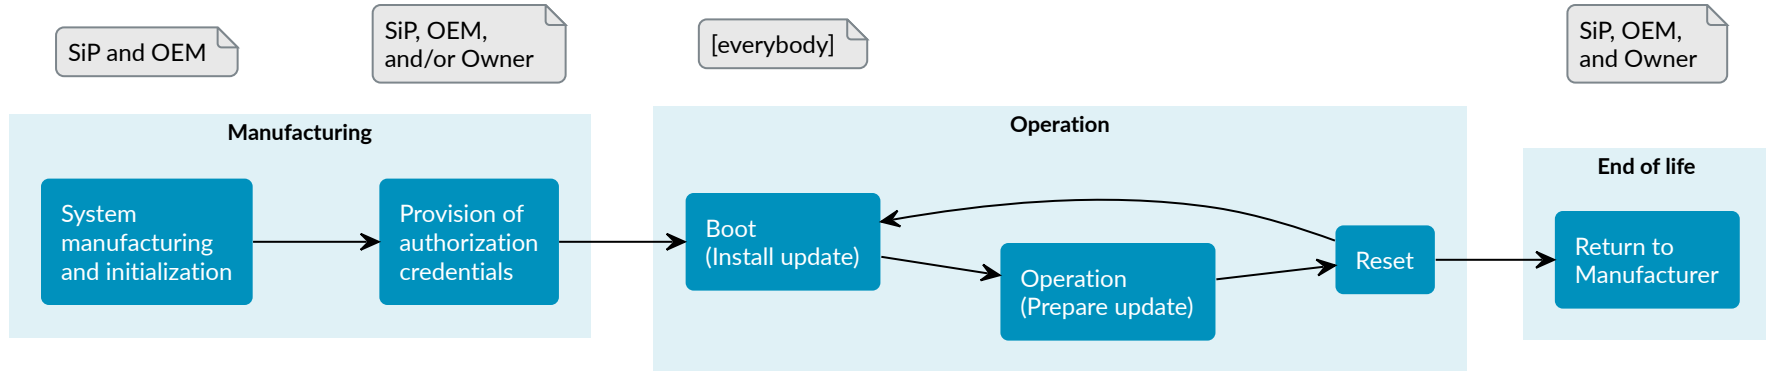 SiP and OEM
SiP, OEM,
and/or Owner
[everybody]
SiP, OEM,
and Owner
Manufacturing
System
manufacturing
and initialization
Provision of
authorization
credentials
Operation
Boot
(Install update)
Operation
(Prepare update)
Reset
End of life
Return to
Manufacturer